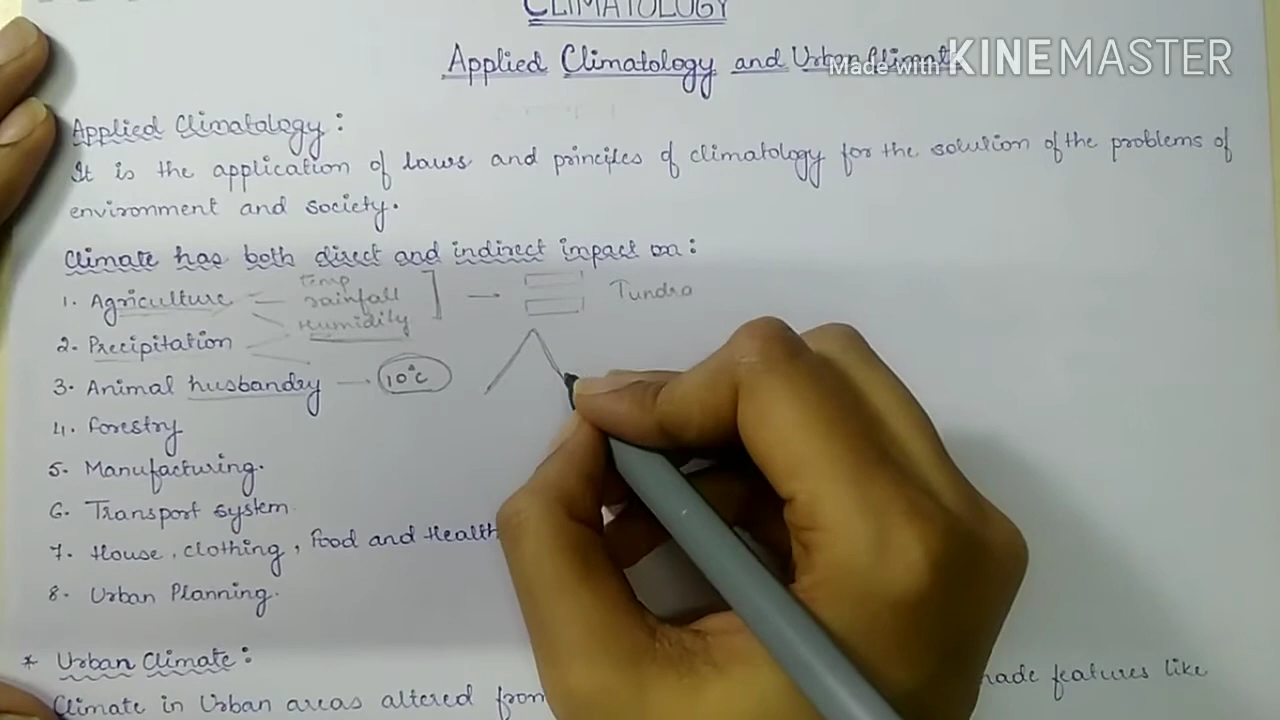 CLIMATOLOGY
Applied Climatology and Urban Climate
Made with KINEMASTER
Applied Climatology :
It is the application of laws and principles of climatology for the solution of the problems of
environment and society.
Climate has both direct and indirect impact on :
1. Agriculture
temp
rainfall
Humidity
Tundra
2. Precipitation
3. Animal husbandry
10°C
4. Forestry
5. Manufacturing.
6. Transport system
7. House, clothing, Food and Health
8. Urban Planning.
* Urban Climate :
Climate in Urban areas altered from
made features like